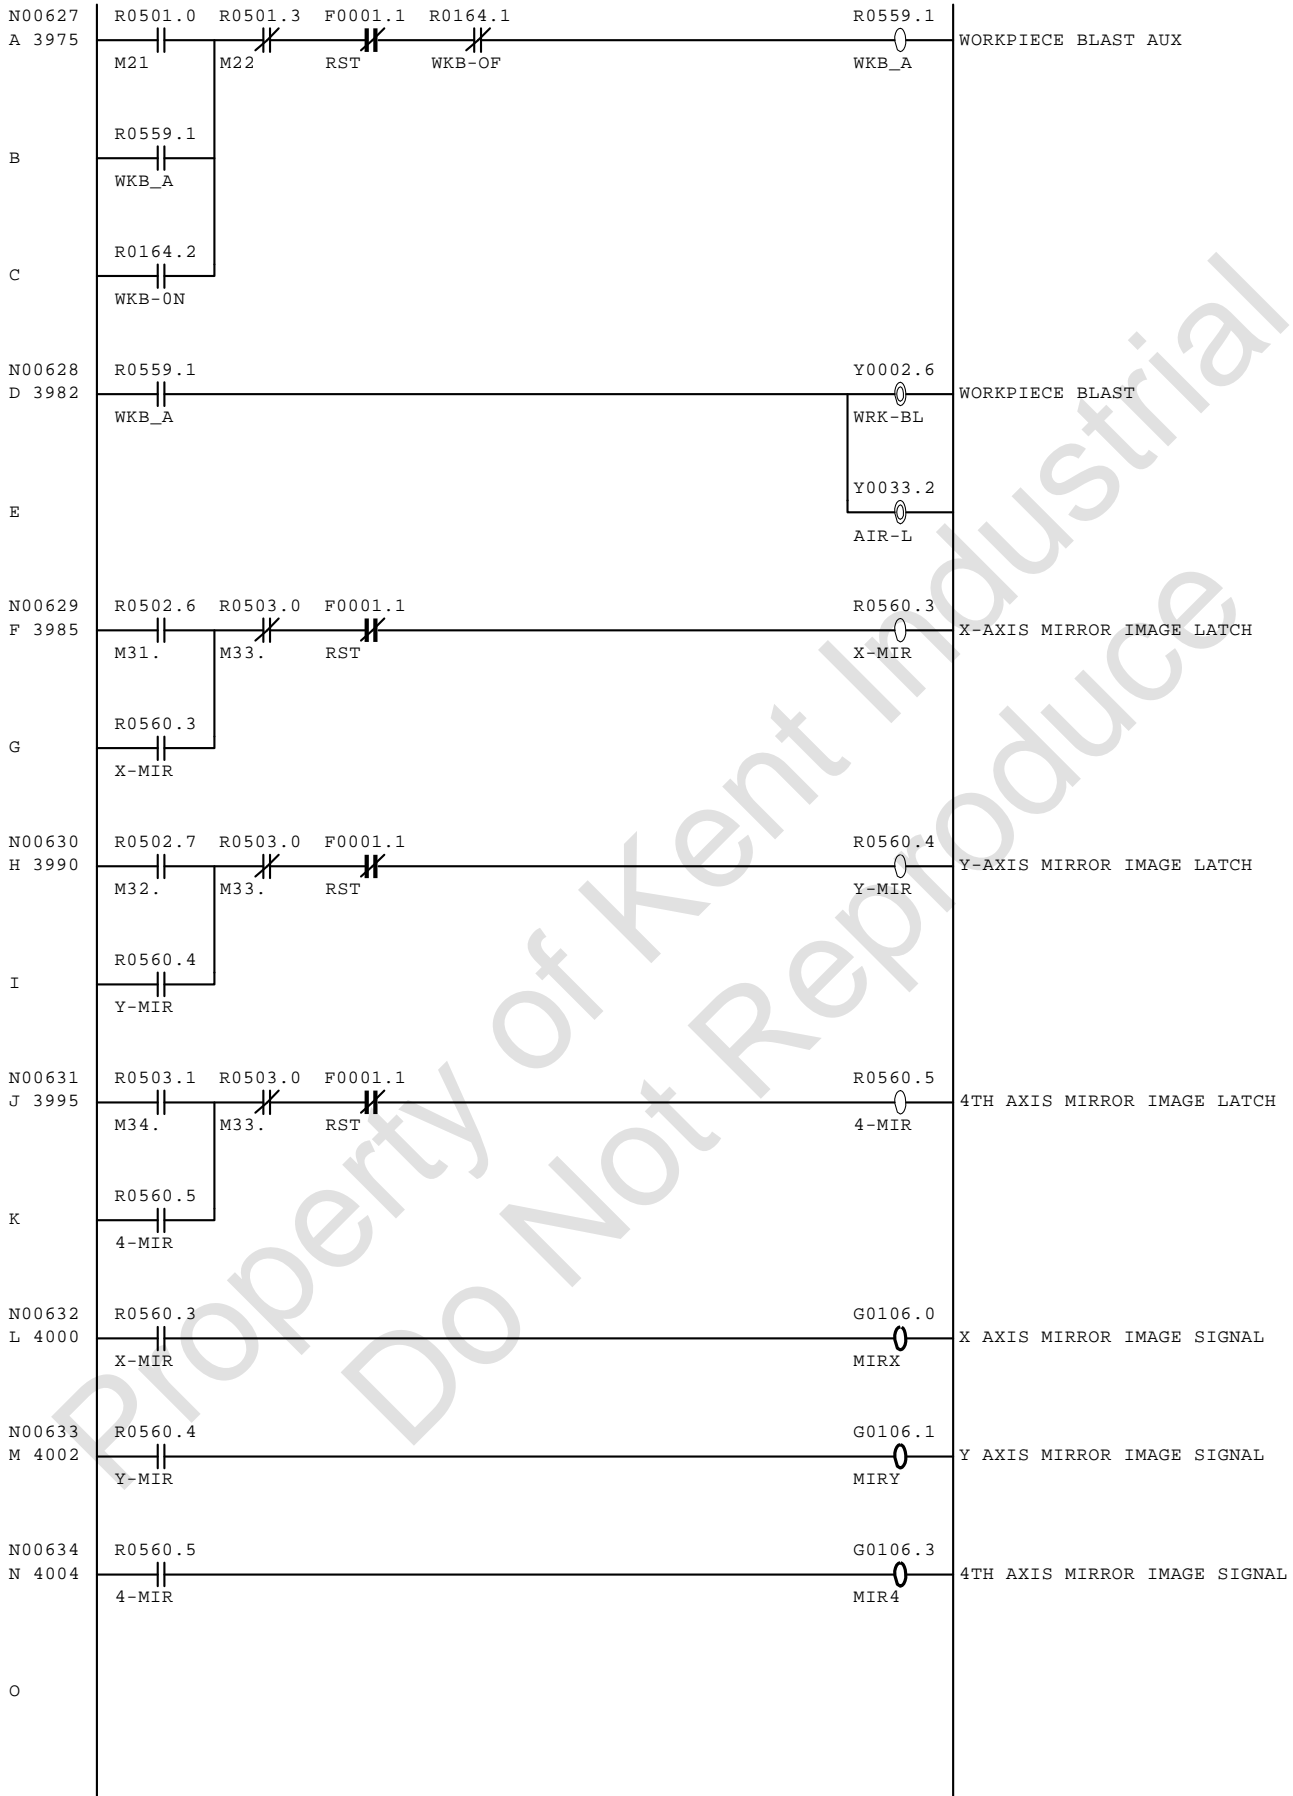 N00627 R0501.0 R0501.3 F0001.1 R0164.1 R0559.1
A 3975 WORKPIECE BLAST AUX
M21 M22 RST WKB-OF WKB_A
R0559.1
B
WKB_A
R0164.2
C
WKB-0N
N00628 R0559.1 Y0002.6
D 3982 WORKPIECE BLAST
WKB_A WRK-BL
Y0033.2
E
AIR-L
N00629 R0502.6 R0503.0 F0001.1 R0560.3
F 3985 X-AXIS MIRROR IMAGE LATCH
M31. M33. RST X-MIR
R0560.3
G
X-MIR
N00630 R0502.7 R0503.0 F0001.1 R0560.4
H 3990 Y-AXIS MIRROR IMAGE LATCH
M32. M33. RST Y-MIR
R0560.4
I
Y-MIR
N00631 R0503.1 R0503.0 F0001.1 R0560.5
J 3995 4TH AXIS MIRROR IMAGE LATCH
M34. M33. RST 4-MIR
R0560.5
K
4-MIR
N00632 R0560.3 G0106.0
L 4000 X AXIS MIRROR IMAGE SIGNAL
X-MIR MIRX
N00633 R0560.4 G0106.1
M 4002 Y AXIS MIRROR IMAGE SIGNAL
Y-MIR MIRY
N00634 R0560.5 G0106.3
N 4004 4TH AXIS MIRROR IMAGE SIGNAL
4-MIR MIR4
O
Property of Kent Industrial
Do Not Reproduce